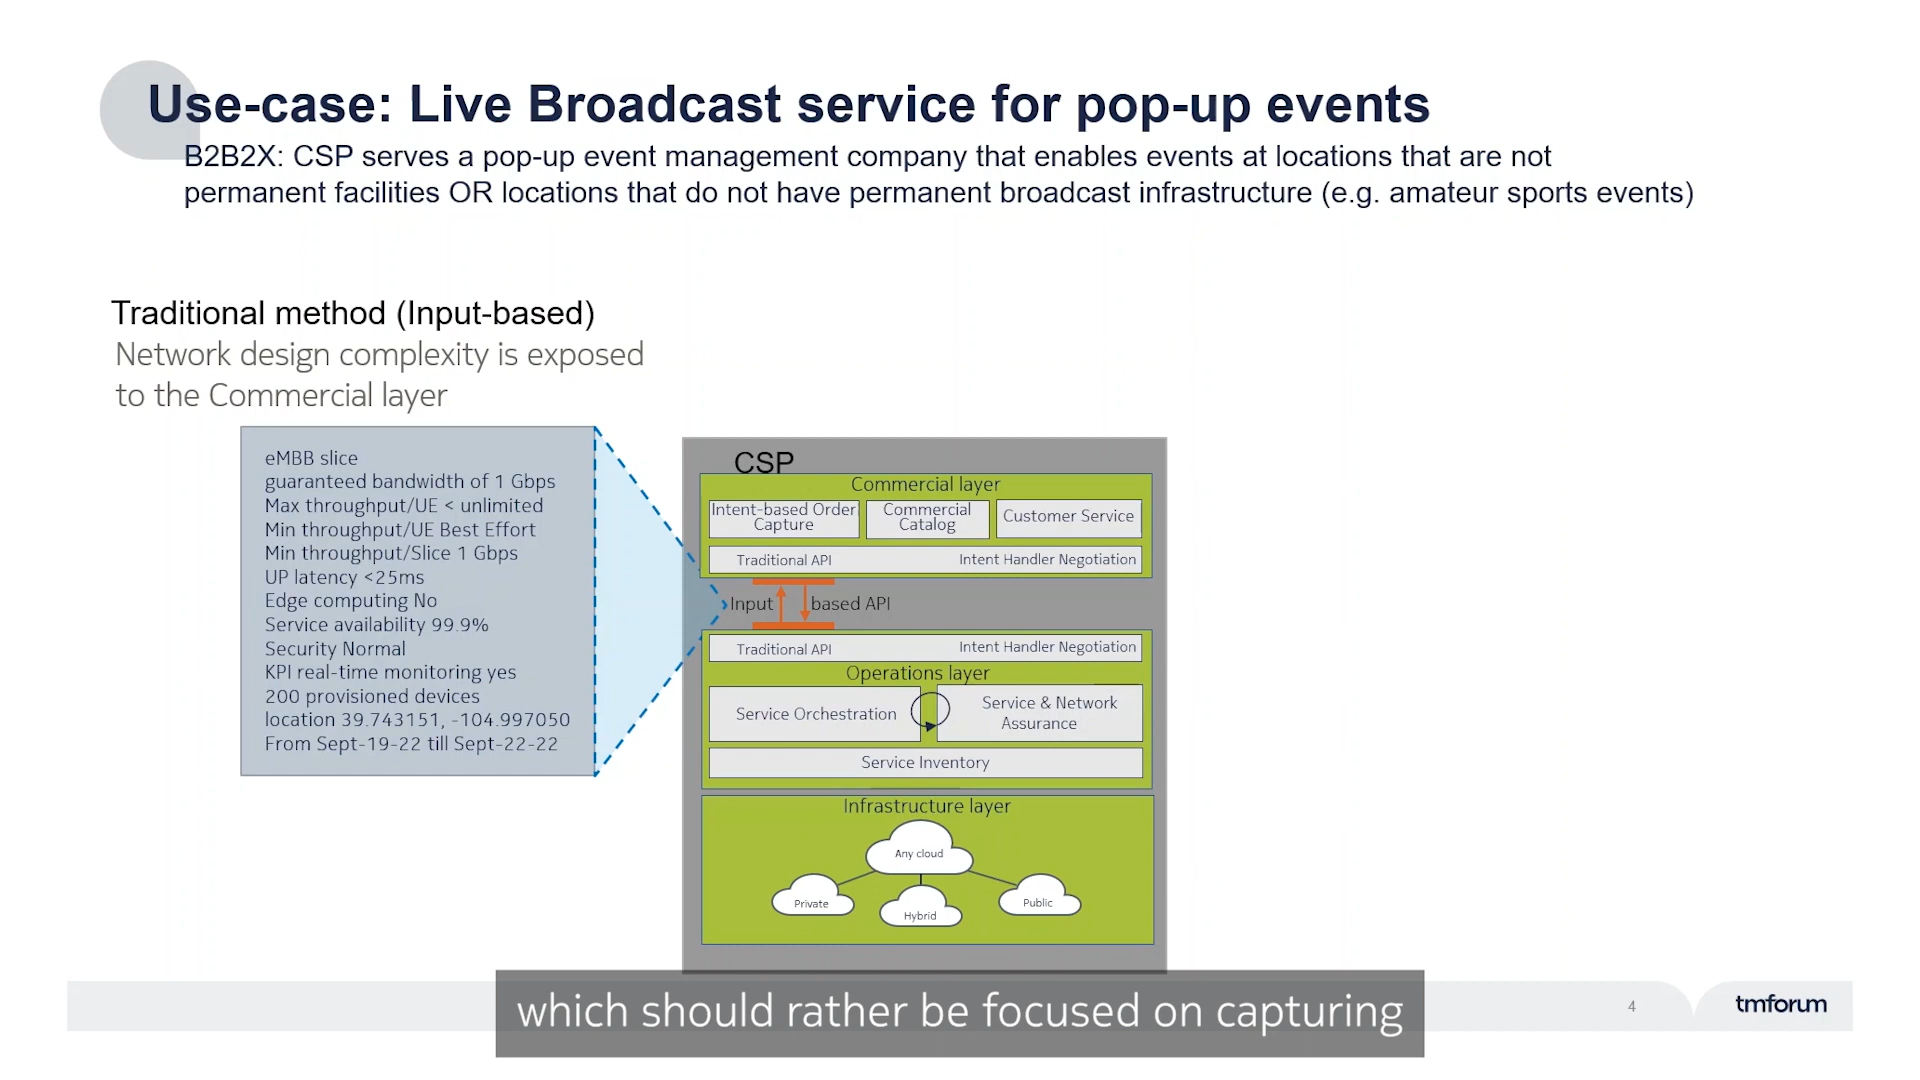 Use-case: Live Broadcast service for pop-up events
B2B2X: CSP serves a pop-up event management company that enables events at locations that are not
permanent facilities OR locations that do not have permanent broadcast infrastructure (e.g. amateur sports events)
Traditional method (Input-based)
Network design complexity is exposed
to the Commercial layer
eMBB slice
guaranteed bandwidth of 1 Gbps
Max throughput/UE < unlimited
Min throughput/UE Best Effort
Min throughput/Slice 1 Gbps
UP latency <25ms
Edge computing No
Service availability 99.9%
Security Normal
KPI real-time monitoring yes
200 provisioned devices
location 39.743151, -104.997050
From Sept-19-22 till Sept-22-22
CSP
Commercial layer
Intent-based Order
Capture
Commercial
Catalog
Customer Service
Traditional API
Intent Handler Negotiation
Input based API
Traditional API
Intent Handler Negotiation
Operations layer
Service Orchestration
Service & Network
Assurance
Service Inventory
Infrastructure layer
Any cloud
Private
Hybrid
Public
which should rather be focused on capturing
4
tmforum